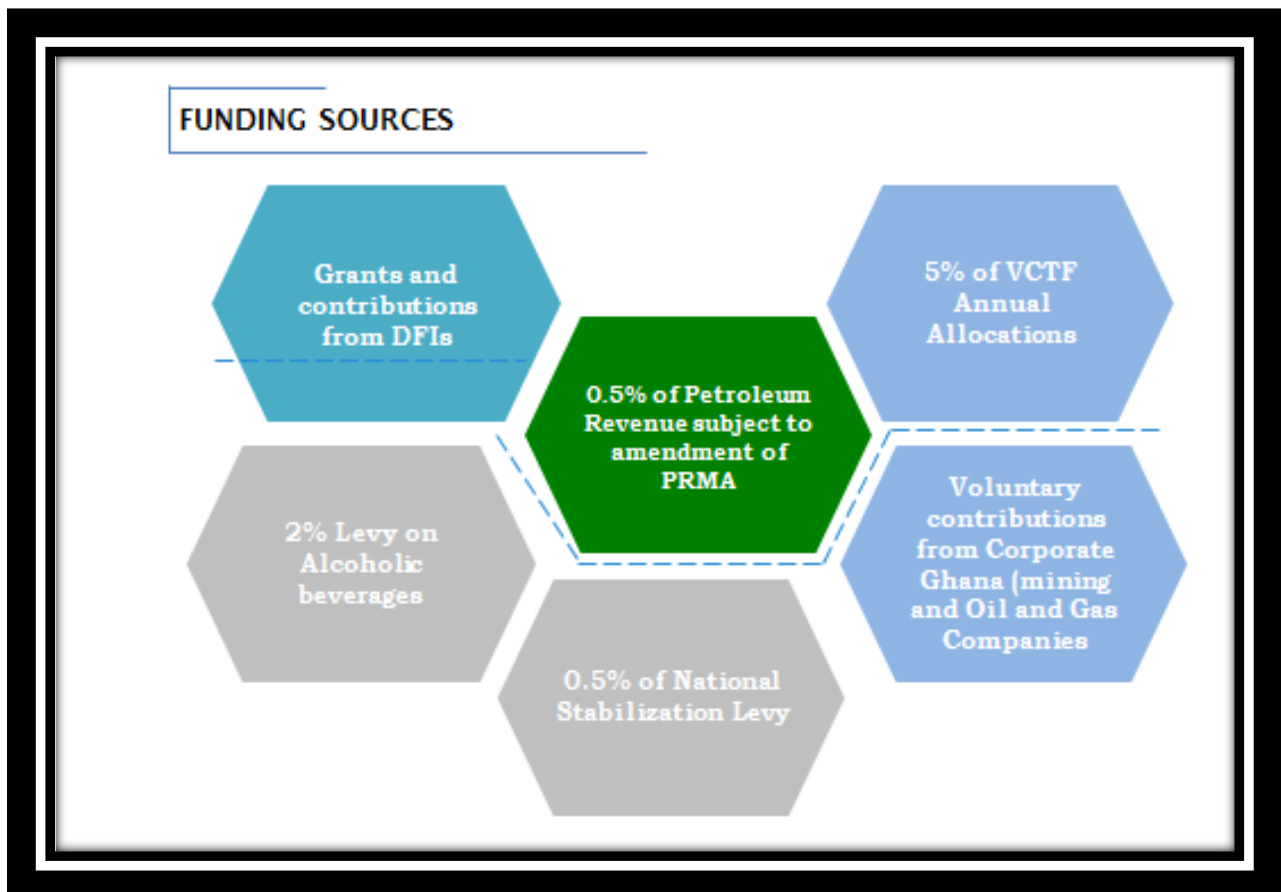 FUNDING SOURCES
Grants and
contributions
from DFIs
5% of VCTF
Annual
Allocations
0.5% of Petroleum
Revenue subject to
amendment of
PRMA
2% Levy on
Alcoholic
beverages
Voluntary
contributions
from Corporate
Ghana (mining
and Oil and Gas
Companies
0.5% of National
Stabilization Levy